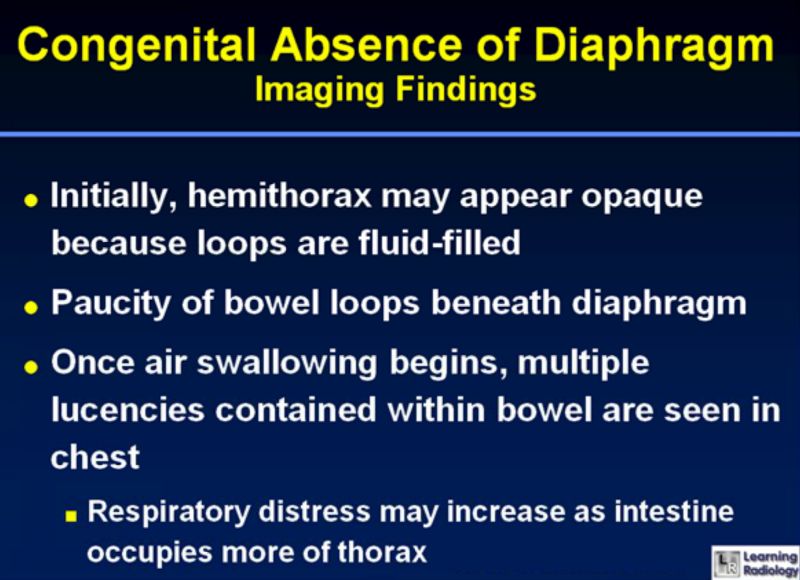 Congenital Absence of Diaphragm
Imaging Findings
Initially, hemithorax may appear opaque
because loops are fluid-filled
Paucity of bowel loops beneath diaphragm
Once air swallowing begins, multiple
lucencies contained within bowel are seen in
chest
Respiratory distress may increase as intestine
occupies more of thorax
LR Learning
Radiology